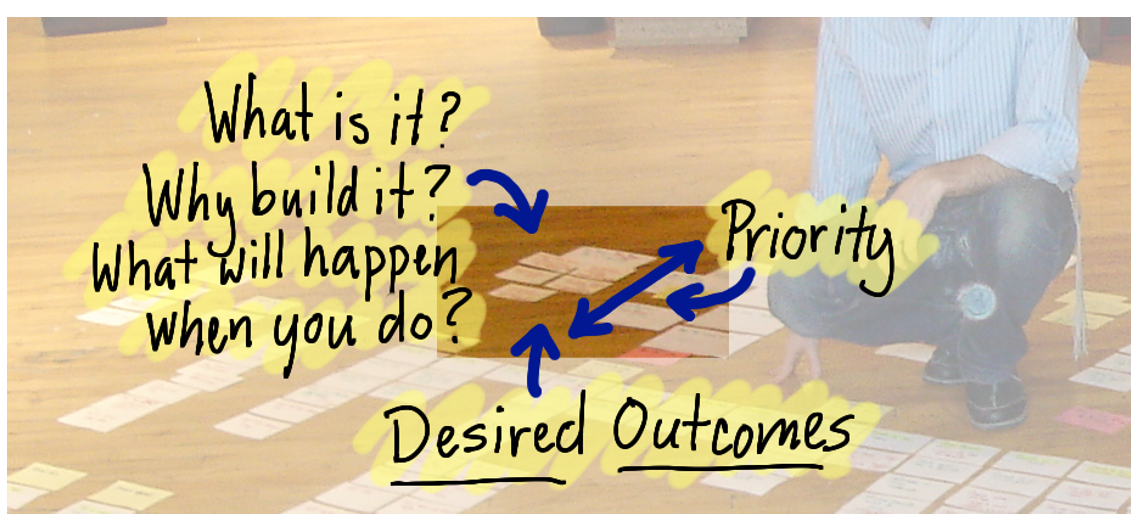 What is it?
Why build it?
What will happen
when you do?
Priority
Desired Outcomes